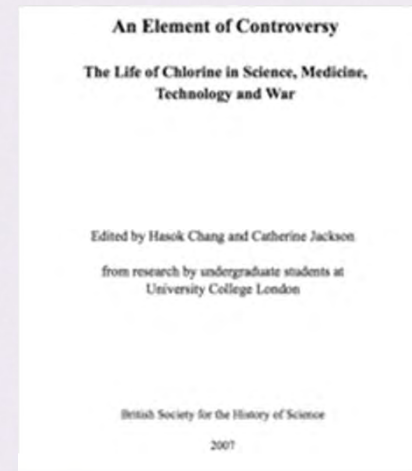 An Element of Controversy
The Life of Chlorine in Science, Medicine,
Technology and War
Edited by Hasok Chang and Catherine Jackson
from research by undergraduate students at
University College London
British Society for the History of Science
2007